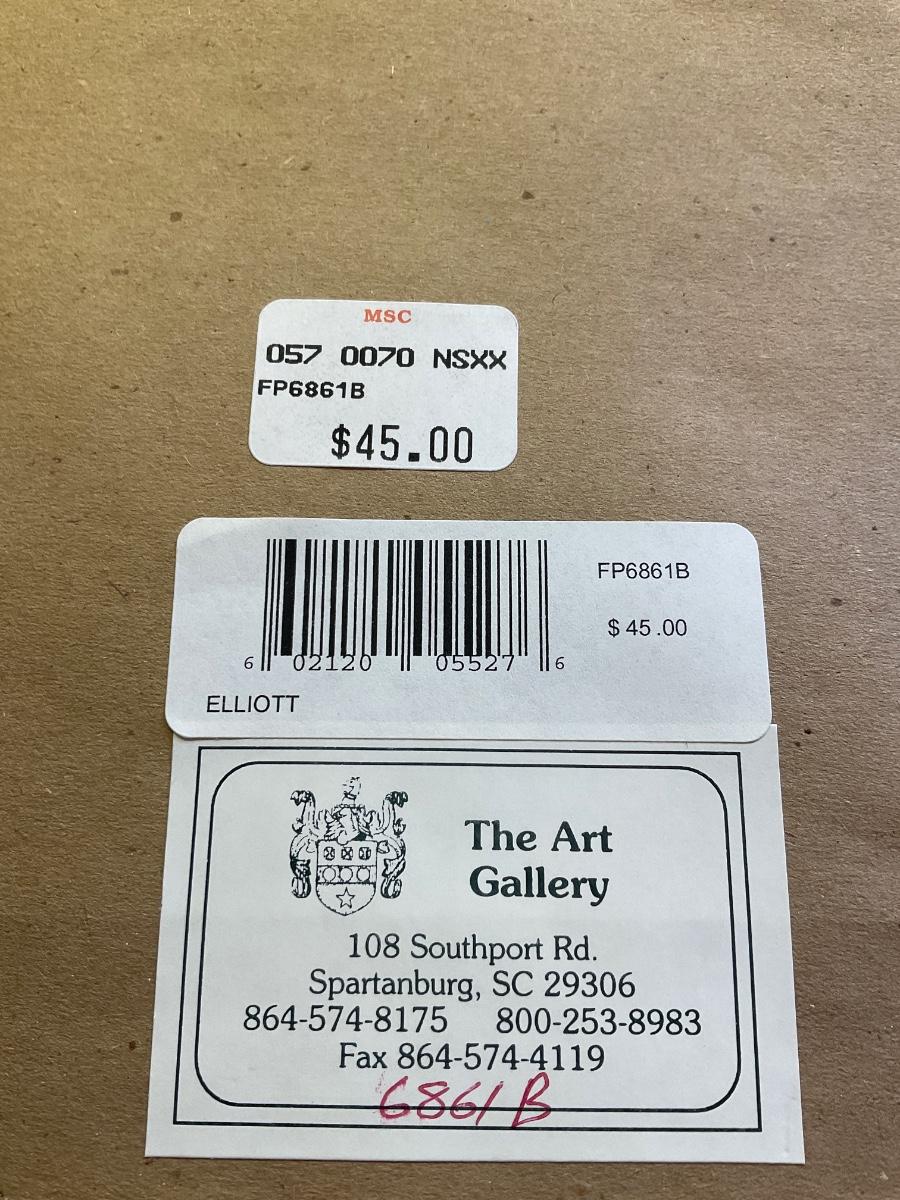 MSC
057 0070 NSXX
FP6861B
$45.00
FP6861B
$45.00
6 02120 05527 6
ELLIOTT
The Art
Gallery
108 Southport Rd.
Spartanburg, SC 29306
864-574-8175 800-253-8983
Fax 864-574-4119
6861B